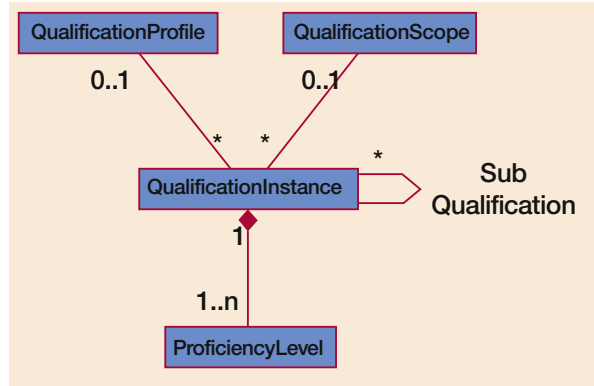 QualificationProfile
QualificationScope
0..1
0..1
*
*
*
QualificationInstance
Sub
Qualification
1
1..n
ProficiencyLevel